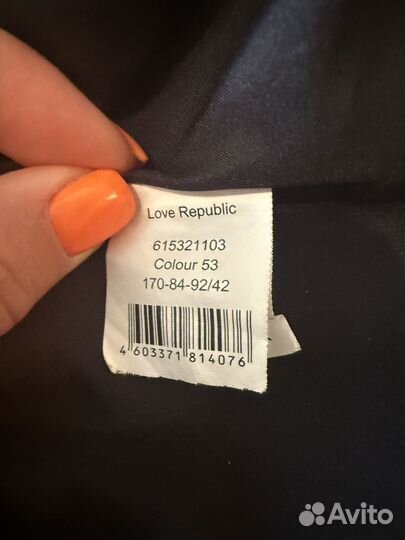 Love Republic
615321103
Colour 53
170-84-92/42
4 603371 814076
Avito